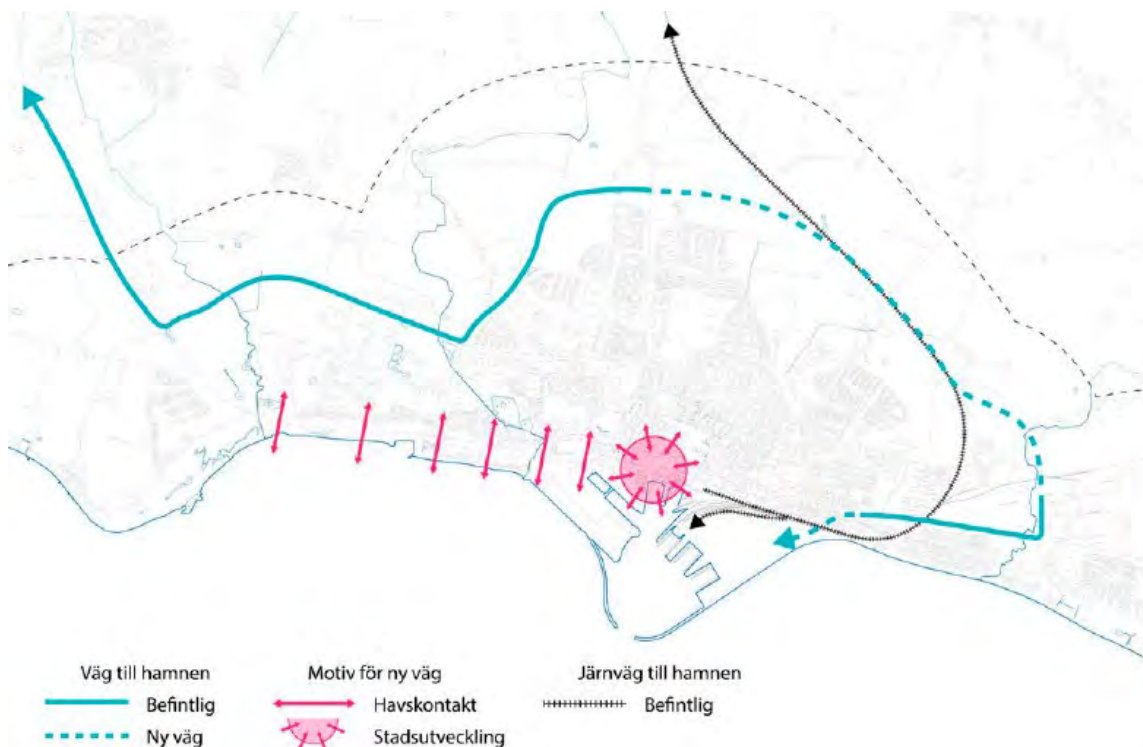 Väg till hamnen
Befintlig
Ny väg
Motiv för ny väg
Havskontakt
Stadsutveckling
Järnväg till hamnen
Befintlig